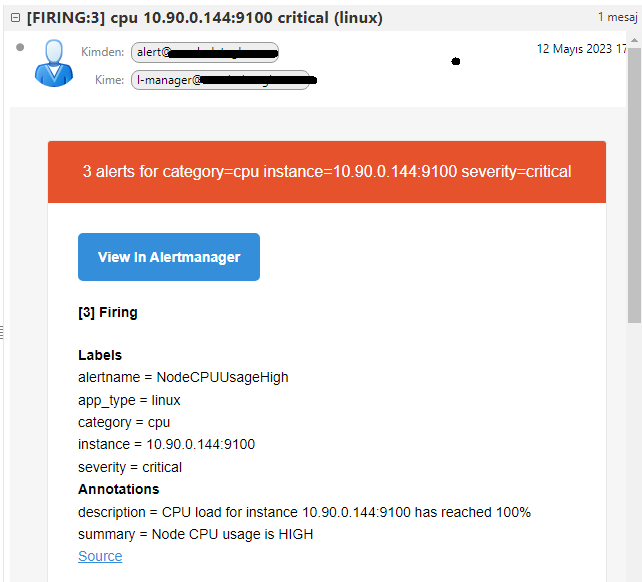 [FIRING:3] cpu 10.90.0.144:9100 critical (linux)
1 mesaj
Kimden: alert@
12 Mayıs 2023 17
Kime: l-manager@
3 alerts for category=cpu instance=10.90.0.144:9100 severity=critical
View In Alertmanager
[3] Firing
Labels
alertname = NodeCPUUsageHigh
app_type = linux
category = cpu
instance = 10.90.0.144:9100
severity = critical
Annotations
description = CPU load for instance 10.90.0.144:9100 has reached 100%
summary = Node CPU usage is HIGH
Source